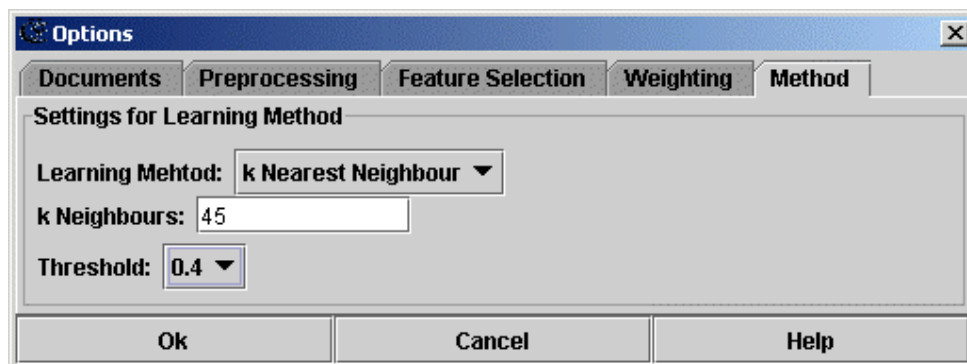 Options
Documents Preprocessing Feature Selection Weighting Method
Settings for Learning Method
Learning Mehtod: k Nearest Neighbour
k Neighbours: 45
Threshold: 0.4
Ok Cancel Help